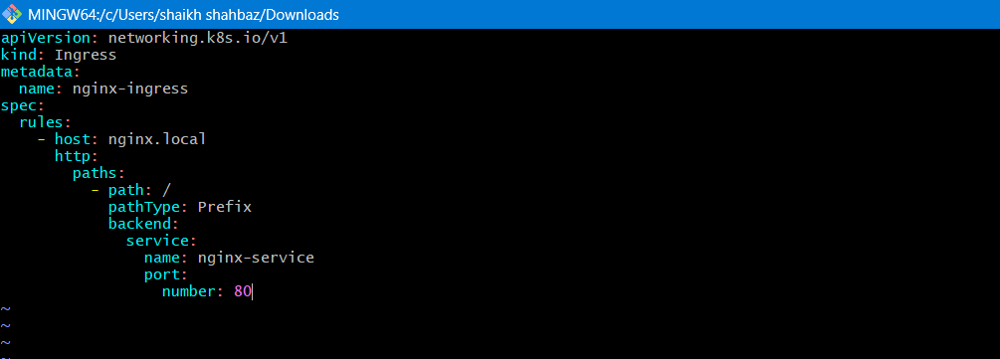 MINGW64:/c/Users/shaikh shahbaz/Downloads
apiVersion: networking.k8s.io/v1
kind: Ingress
metadata:
  name: nginx-ingress
spec:
  rules:
    - host: nginx.local
      http:
        paths:
          - path: /
            pathType: Prefix
            backend:
              service:
                name: nginx-service
                port:
                  number: 80
~
~
~
~